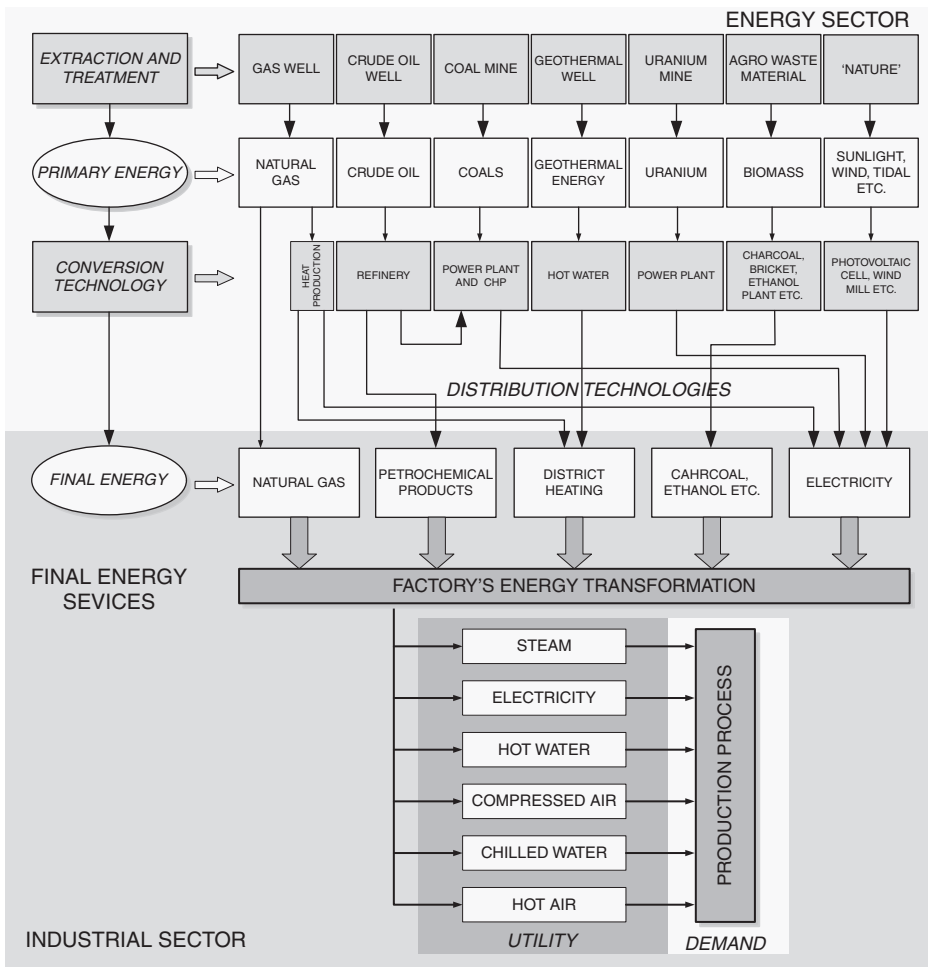 ENERGY SECTOR
EXTRACTION AND
TREATMENT
GAS WELL
CRUDE OIL
WELL
COAL MINE
GEOTHERMAL
WELL
URANIUM
MINE
AGRO WASTE
MATERIAL
‘NATURE’
PRIMARY ENERGY
NATURAL
GAS
CRUDE OIL
COALS
GEOTHERMAL
ENERGY
URANIUM
BIOMASS
SUNLIGHT,
WIND, TIDAL
ETC.
CONVERSION
TECHNOLOGY
HEAT
PRODUCTION
REFINERY
POWER PLANT
AND CHP
HOT WATER
POWER PLANT
CHARCOAL,
BRICKET,
ETHANOL
PLANT ETC.
PHOTOVOLTAIC
CELL, WIND
MILL ETC.
DISTRIBUTION TECHNOLOGIES
FINAL ENERGY
NATURAL GAS
PETROCHEMICAL
PRODUCTS
DISTRICT
HEATING
CAHRCOAL,
ETHANOL ETC.
ELECTRICITY
FINAL ENERGY
SEVICES
FACTORY'S ENERGY TRANSFORMATION
STEAM
ELECTRICITY
HOT WATER
COMPRESSED AIR
CHILLED WATER
HOT AIR
PRODUCTION PROCESS
INDUSTRIAL SECTOR
UTILITY
DEMAND